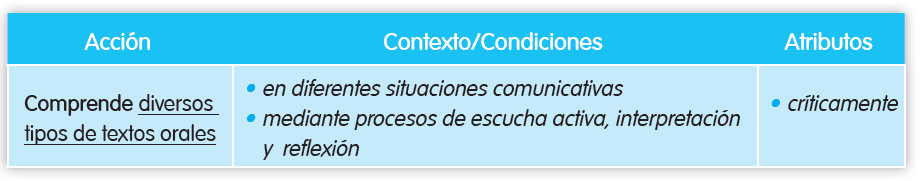 Acción Contexto/Condiciones Atributos
Comprende diversos
tipos de textos orales
• en diferentes situaciones comunicativas
• mediante procesos de escucha activa, interpretación
y reflexión
• críticamente